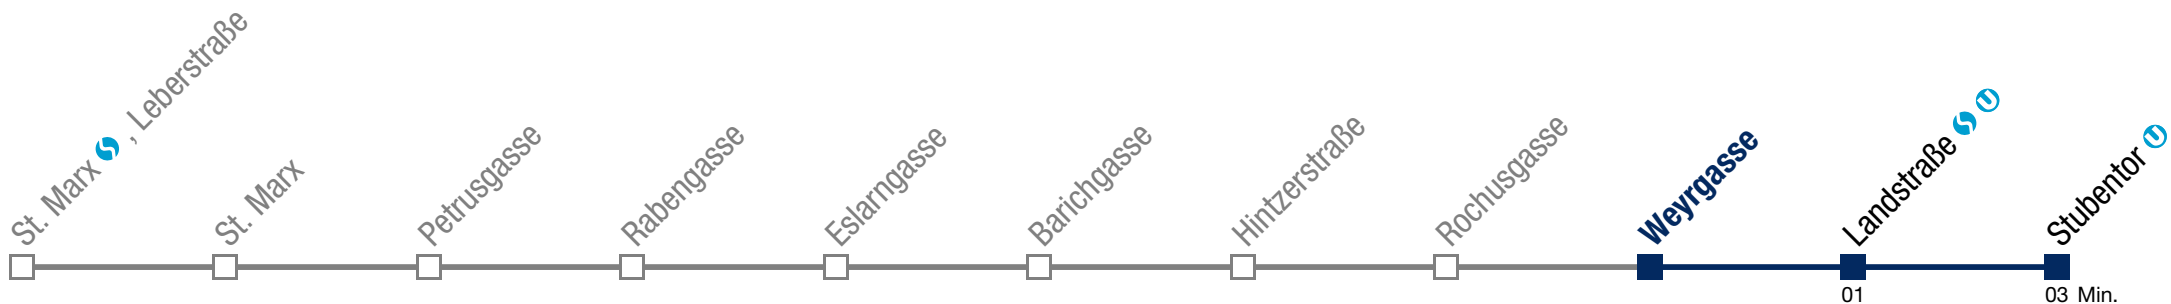 St. Marx S , Leberstraße
St. Marx
Petrusgasse
Rabengasse
Eslarngasse
Barichgasse
Hintzerstraße
Rochusgasse
Weyrgasse
Landstraße S U
Stubentor U
01
03 Min.